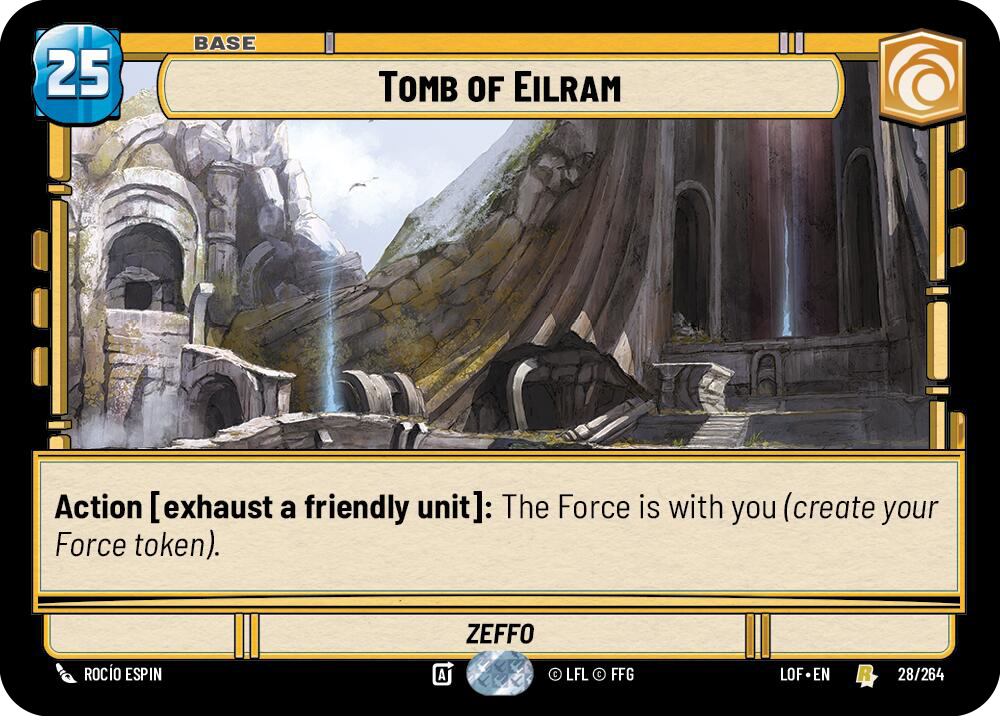 BASE
25
TOMB OF EILRAM
Action [exhaust a friendly unit]: The Force is with you (create your
Force token).
ZEFFO
ROCÍO ESPIN
A
© LFL © FFG
LOF • EN
R
28/264